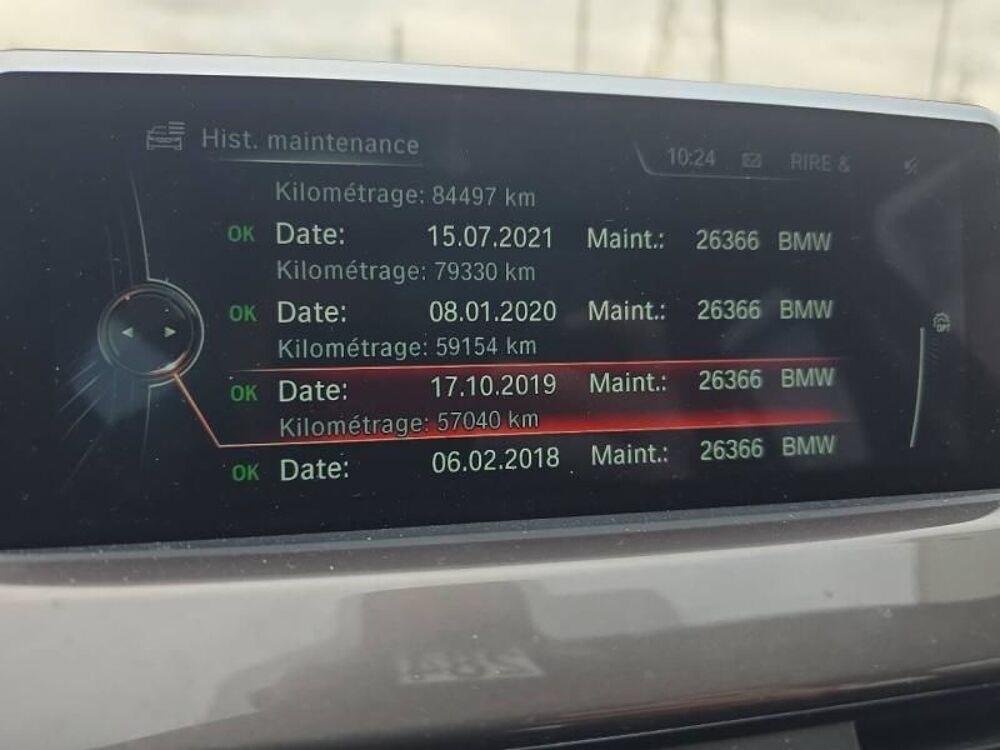 Hist. maintenance
10:24 RIRE &
Kilométrage: 84497 km
OK Date: 15.07.2021 Maint.: 26366 BMW
Kilométrage: 79330 km
OK Date: 08.01.2020 Maint.: 26366 BMW
Kilométrage: 59154 km
OK Date: 17.10.2019 Maint.: 26366 BMW
Kilométrage: 57040 km
OK Date: 06.02.2018 Maint.: 26366 BMW
OPT